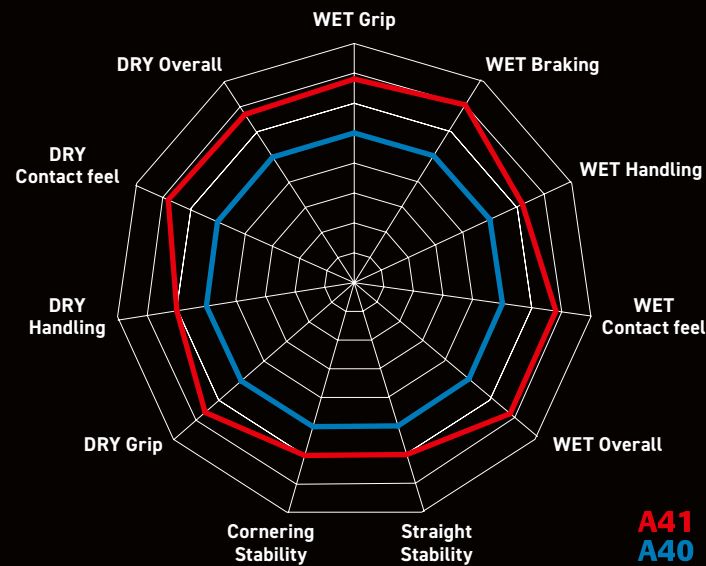 WET Grip
WET Braking
WET Handling
WET
Contact feel
WET Overall
Straight
Stability
Cornering
Stability
DRY Grip
DRY
Handling
DRY
Contact feel
DRY Overall
A41
A40